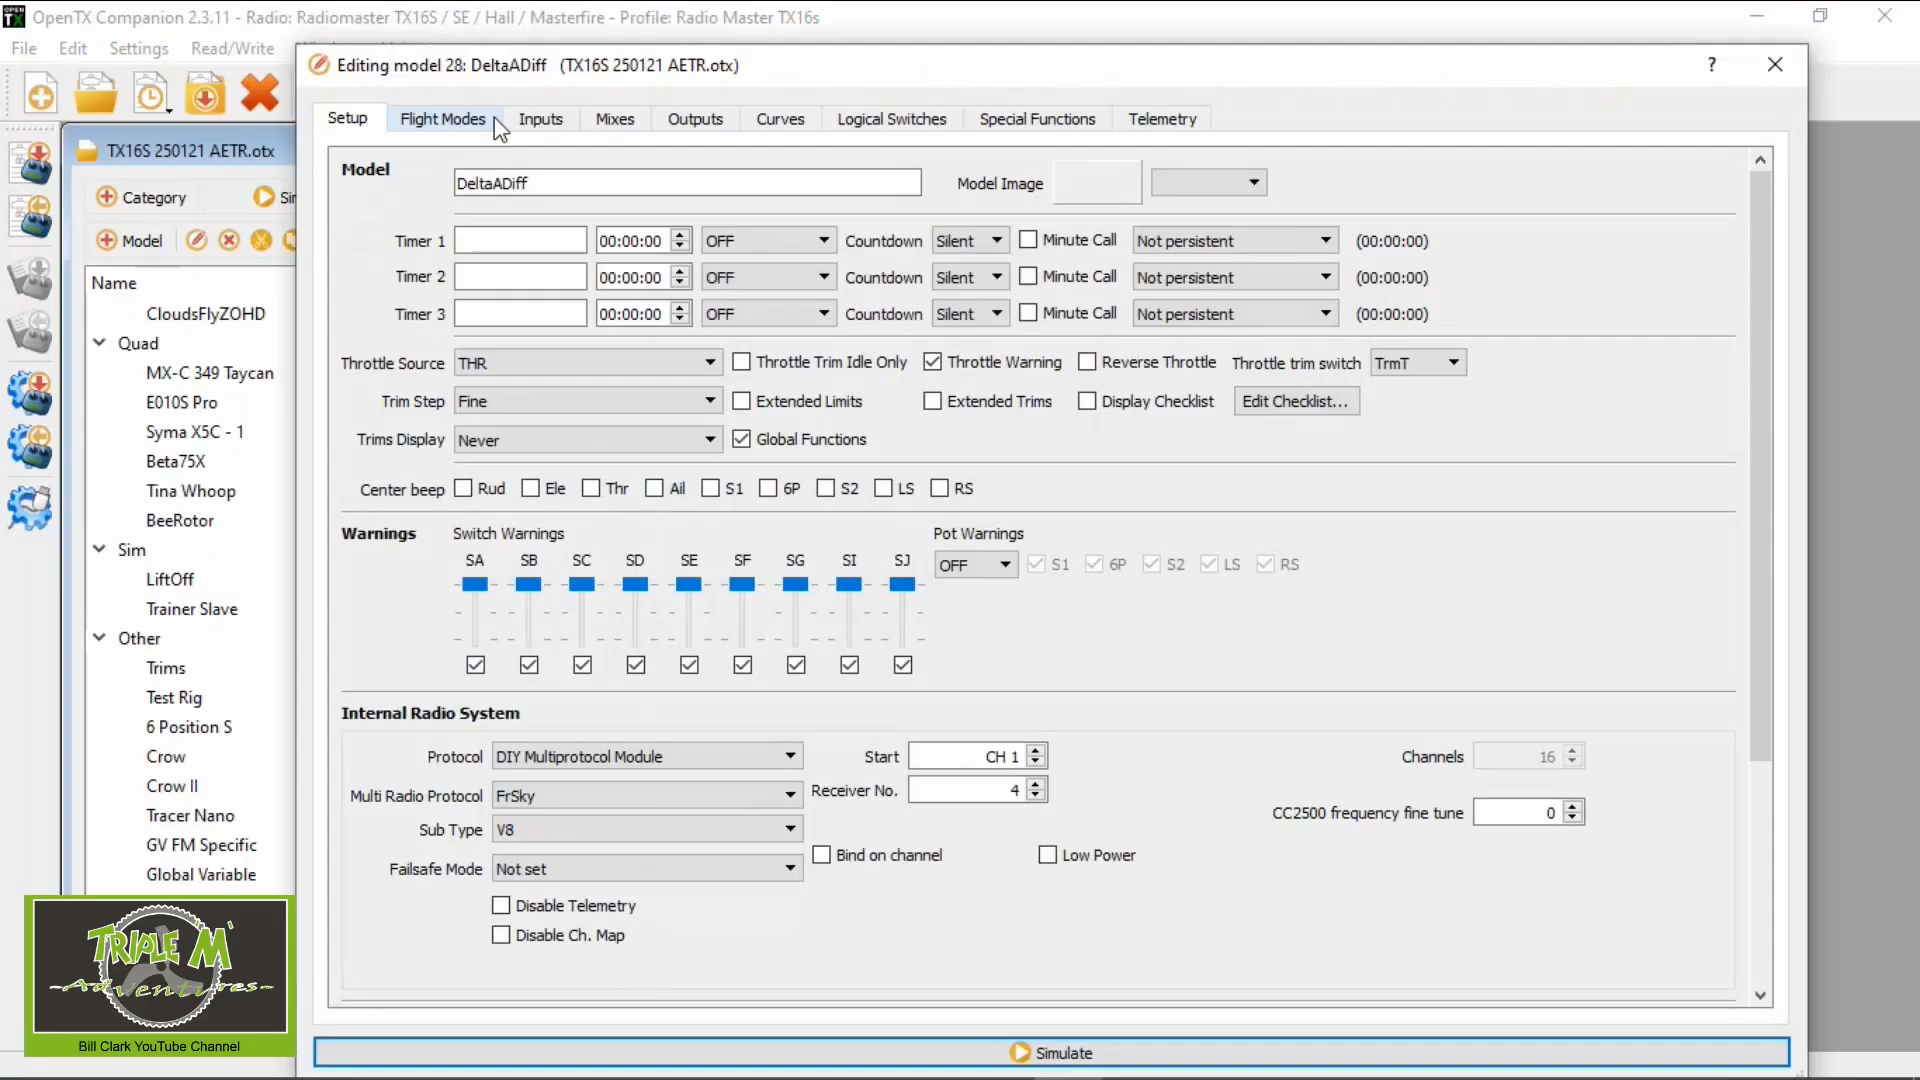 OpenTX Companion 2.3.11 - Radio: Radiomaster TX16S / SE / Hall / Masterfire - Profile: Radio Master TX16s
File Edit Settings Read/Write
Editing model 28: DeltaADiff (TX16S 250121 AETR.otx) ?
Setup Flight Modes Inputs Mixes Outputs Curves Logical Switches Special Functions Telemetry
TX16S 250121 AETR.otx
Category
Model
Name
CloudsFlyZOHD
Quad
MX-C 349 Taycan
E010S Pro
Syma X5C - 1
Beta75X
Tina Whoop
BeeRotor
Sim
LiftOff
Trainer Slave
Other
Trims
Test Rig
6 Position S
Crow
Crow II
Tracer Nano
GV FM Specific
Global Variable
Model DeltaADiff Model Image
Timer 1 00:00:00 OFF Countdown Silent Minute Call Not persistent (00:00:00)
Timer 2 00:00:00 OFF Countdown Silent Minute Call Not persistent (00:00:00)
Timer 3 00:00:00 OFF Countdown Silent Minute Call Not persistent (00:00:00)
Throttle Source THR Throttle Trim Idle Only Throttle Warning Reverse Throttle Throttle trim switch TrmT
Trim Step Fine Extended Limits Extended Trims Display Checklist Edit Checklist...
Trims Display Never Global Functions
Center beep Rud Ele Thr Ail S1 6P S2 LS RS
Warnings Switch Warnings Pot Warnings
SA SB SC SD SE SF SG SI SJ
OFF S1 6P S2 LS RS
Internal Radio System
Protocol DIY Multiprotocol Module Start CH 1 Channels 16
Multi Radio Protocol FrSky Receiver No. 4
CC2500 frequency fine tune 0
Sub Type V8
Bind on channel Low Power
Failsafe Mode Not set
Disable Telemetry
Disable Ch. Map
Simulate
TRIPLE M
-Adventures-
Bill Clark YouTube Channel